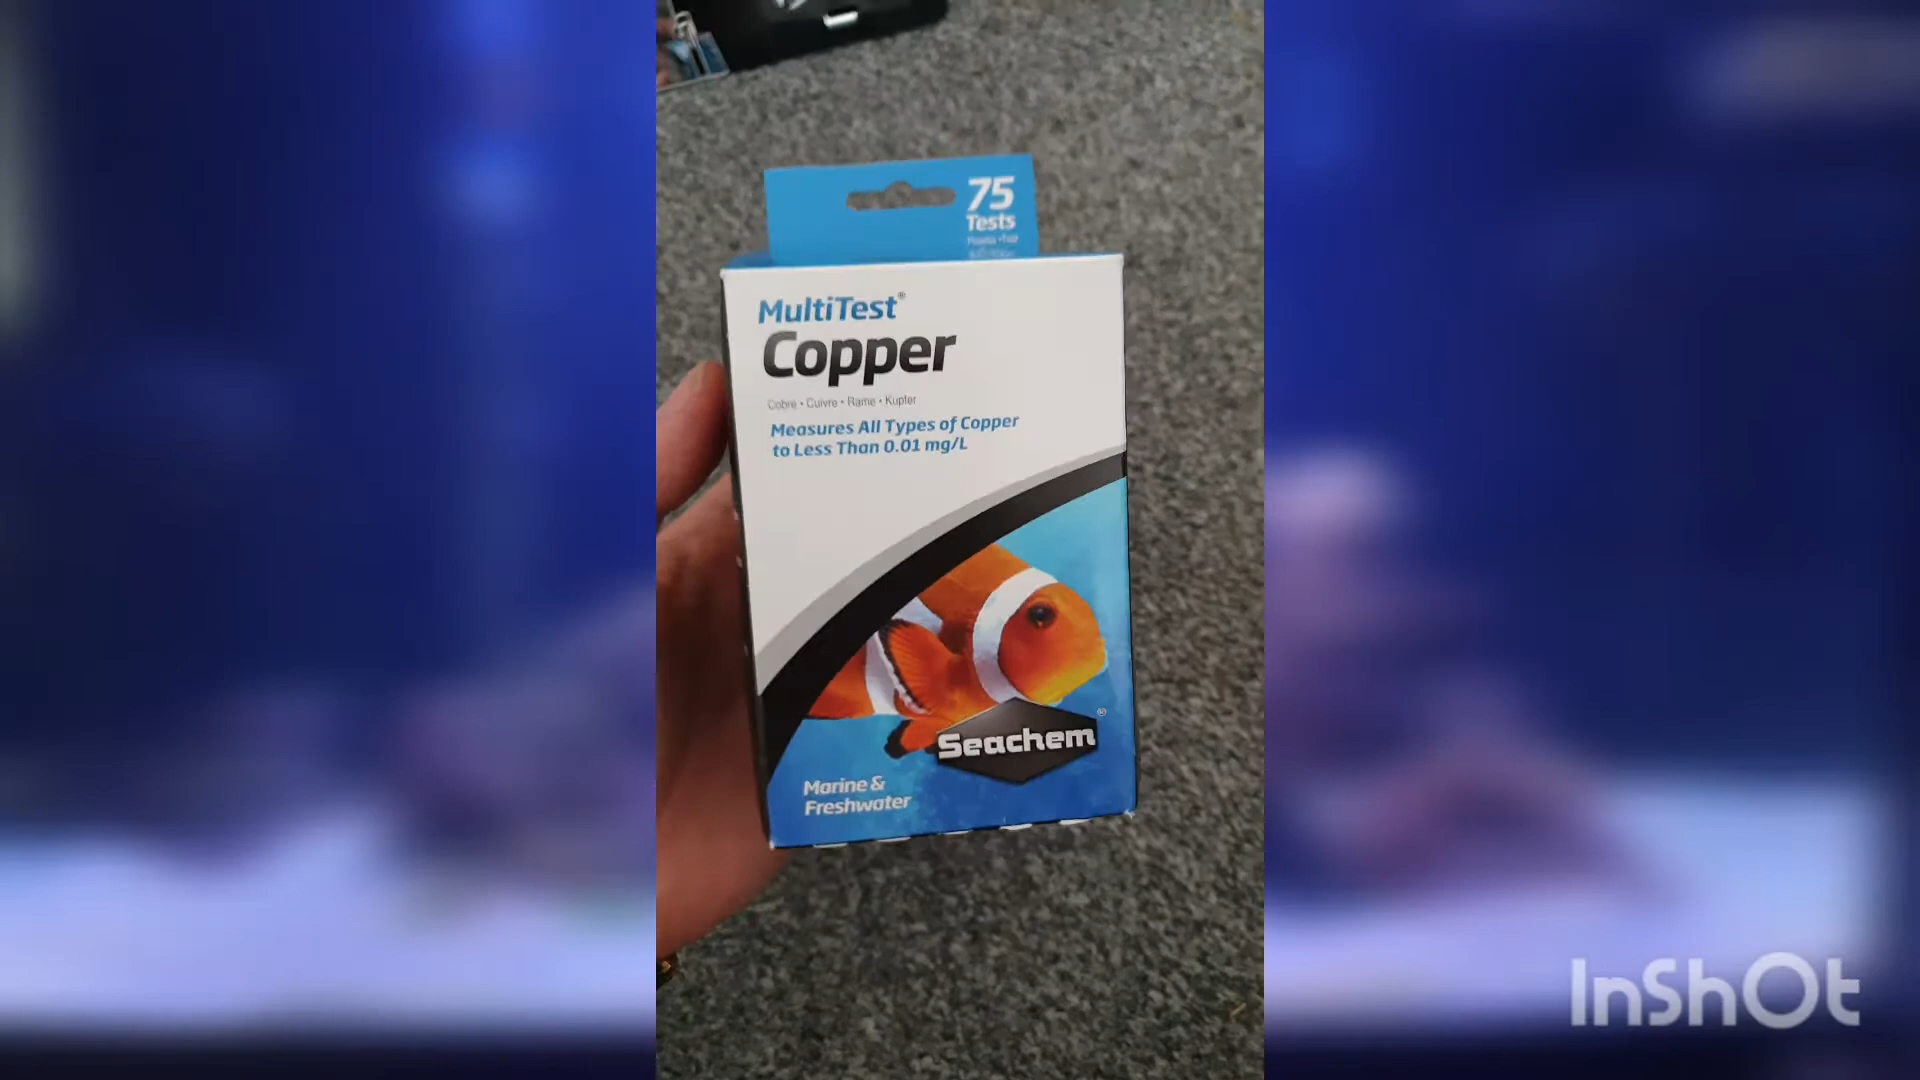 75
Tests
MultiTest®
Copper
Cobre • Cuivre • Rame • Kupfer
Measures All Types of Copper
to Less Than 0.01 mg/L
Seachem®
Marine &
Freshwater
InShOt